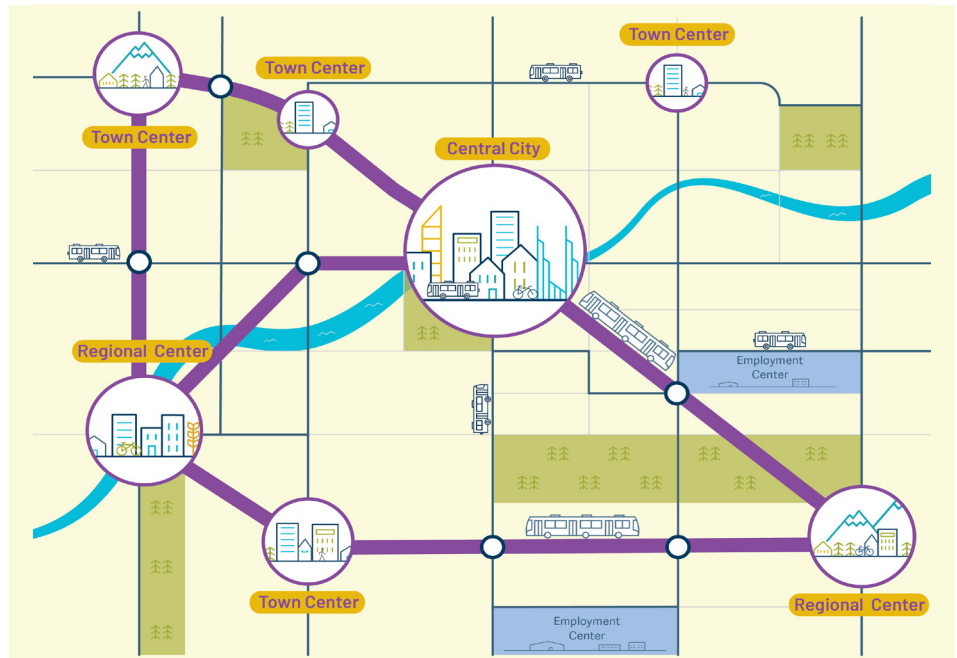 Town Center
Town Center
Town Center
Central City
Regional Center
Employment
Center
Town Center
Regional Center
Employment
Center